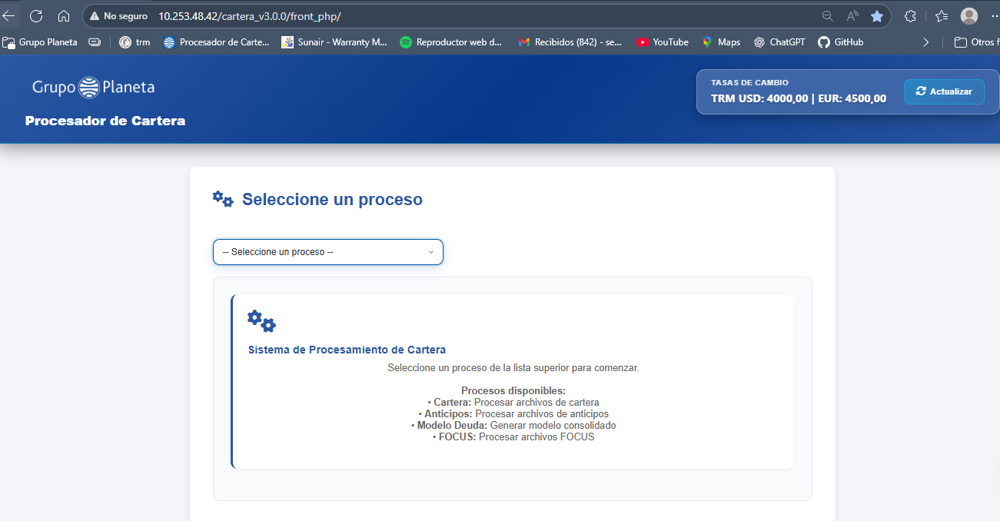 No seguro
10.253.48.42/cartera_v3.0.0/front_php/
Grupo Planeta
trm
Procesador de Carte...
Sunair - Warranty M...
Reproductor web d...
Recibidos (842) - se...
YouTube
Maps
ChatGPT
GitHub
Otros f
Grupo Planeta
Procesador de Cartera
TASAS DE CAMBIO
TRM USD: 4000,00 | EUR: 4500,00
Actualizar
Seleccione un proceso
-- Seleccione un proceso --
Sistema de Procesamiento de Cartera
Seleccione un proceso de la lista superior para comenzar.
Procesos disponibles:
• Cartera: Procesar archivos de cartera
• Anticipos: Procesar archivos de anticipos
• Modelo Deuda: Generar modelo consolidado
• FOCUS: Procesar archivos FOCUS